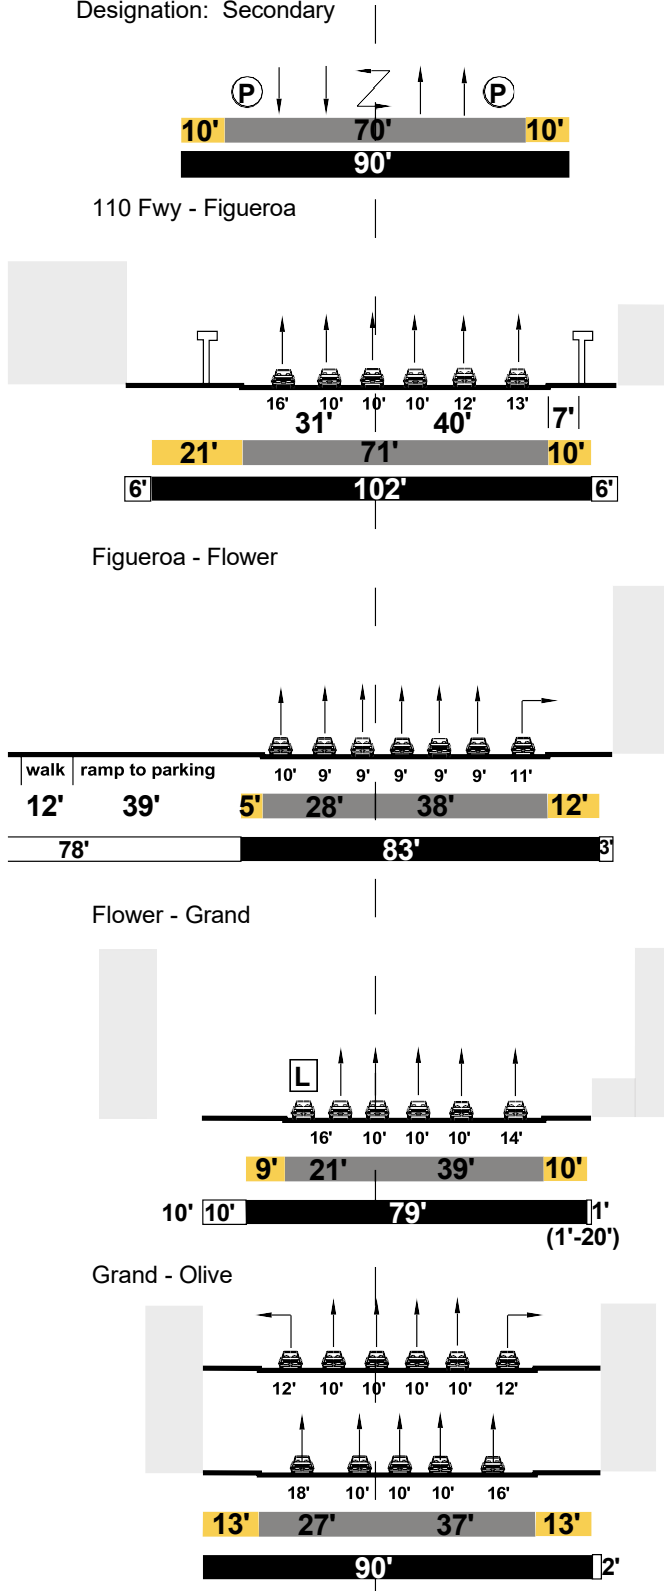 Designation:  Secondary
P P
10' 70' 10'
90'
110 Fwy - Figueroa
16' 10' 10' 10' 12' 13'
31' 40' 7'
21' 71' 10'
6' 102' 6'
Figueroa - Flower
walk ramp to parking 10' 9' 9' 9' 9' 9' 11'
12' 39' 5' 28' 38' 12'
78' 83' 3'
Flower - Grand
L
16' 10' 10' 10' 14'
9' 21' 39' 10'
10' 10' 79' 1'
(1'-20')
Grand - Olive
12' 10' 10' 10' 10' 12'
18' 10' 10' 10' 16'
13' 27' 37' 13'
90' 2'